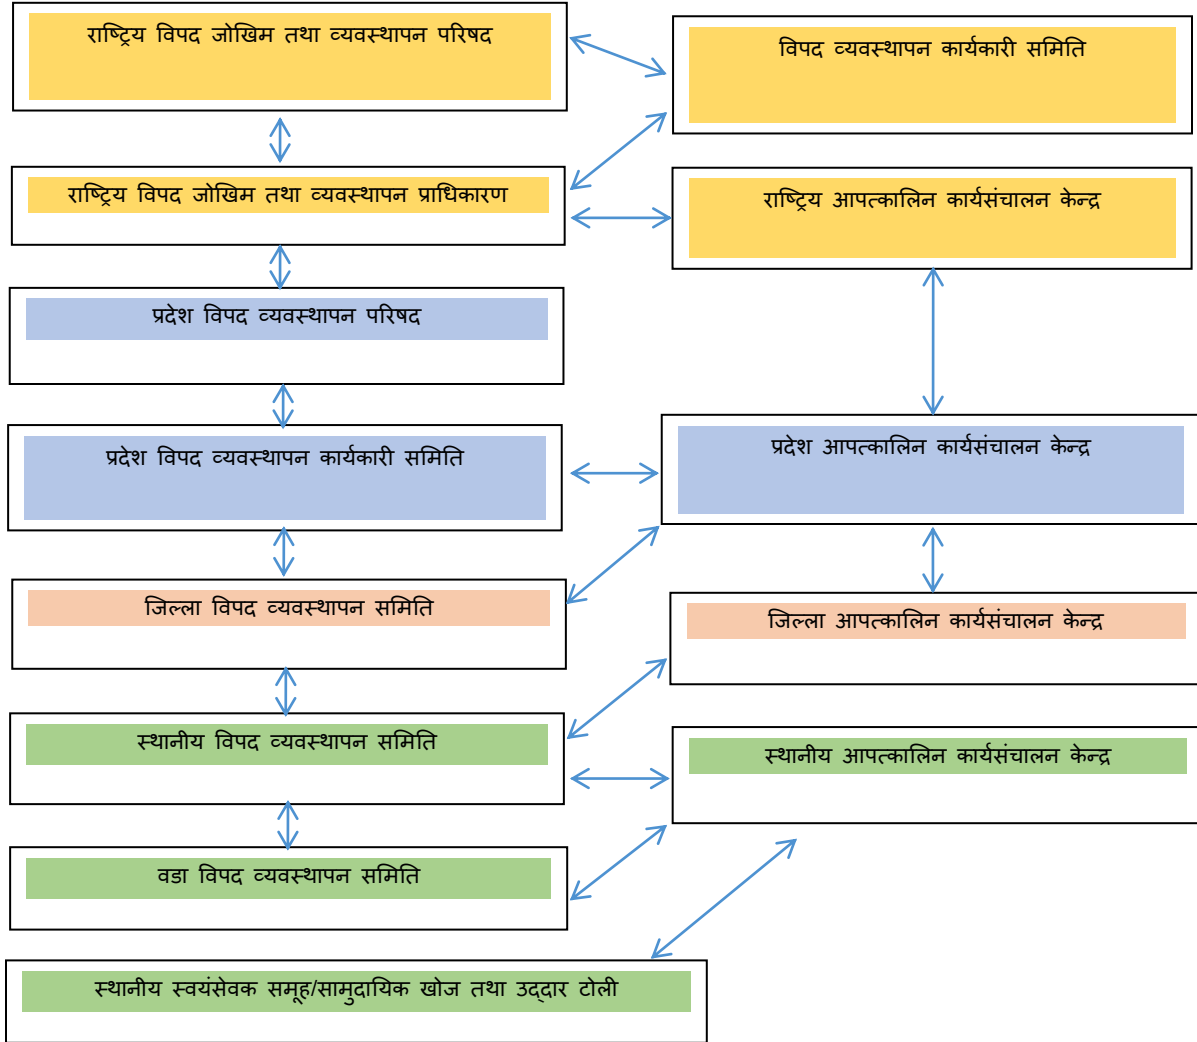 राष्ट्रिय विपद जोखिम तथा व्यवस्थापन परिषद
विपद व्यवस्थापन कार्यकारी समिति
राष्ट्रिय विपद जोखिम तथा व्यवस्थापन प्राधिकारण
राष्ट्रिय आपत्कालिन कार्यसंचालन केन्द्र
प्रदेश विपद व्यवस्थापन परिषद
प्रदेश विपद व्यवस्थापन कार्यकारी समिति
प्रदेश आपत्कालिन कार्यसंचालन केन्द्र
जिल्ला विपद व्यवस्थापन समिति
जिल्ला आपत्कालिन कार्यसंचालन केन्द्र
स्थानीय विपद व्यवस्थापन समिति
स्थानीय आपत्कालिन कार्यसंचालन केन्द्र
वडा विपद व्यवस्थापन समिति
स्थानीय स्वयंसेवक समूह/सामुदायिक खोज तथा उद्दार टोली